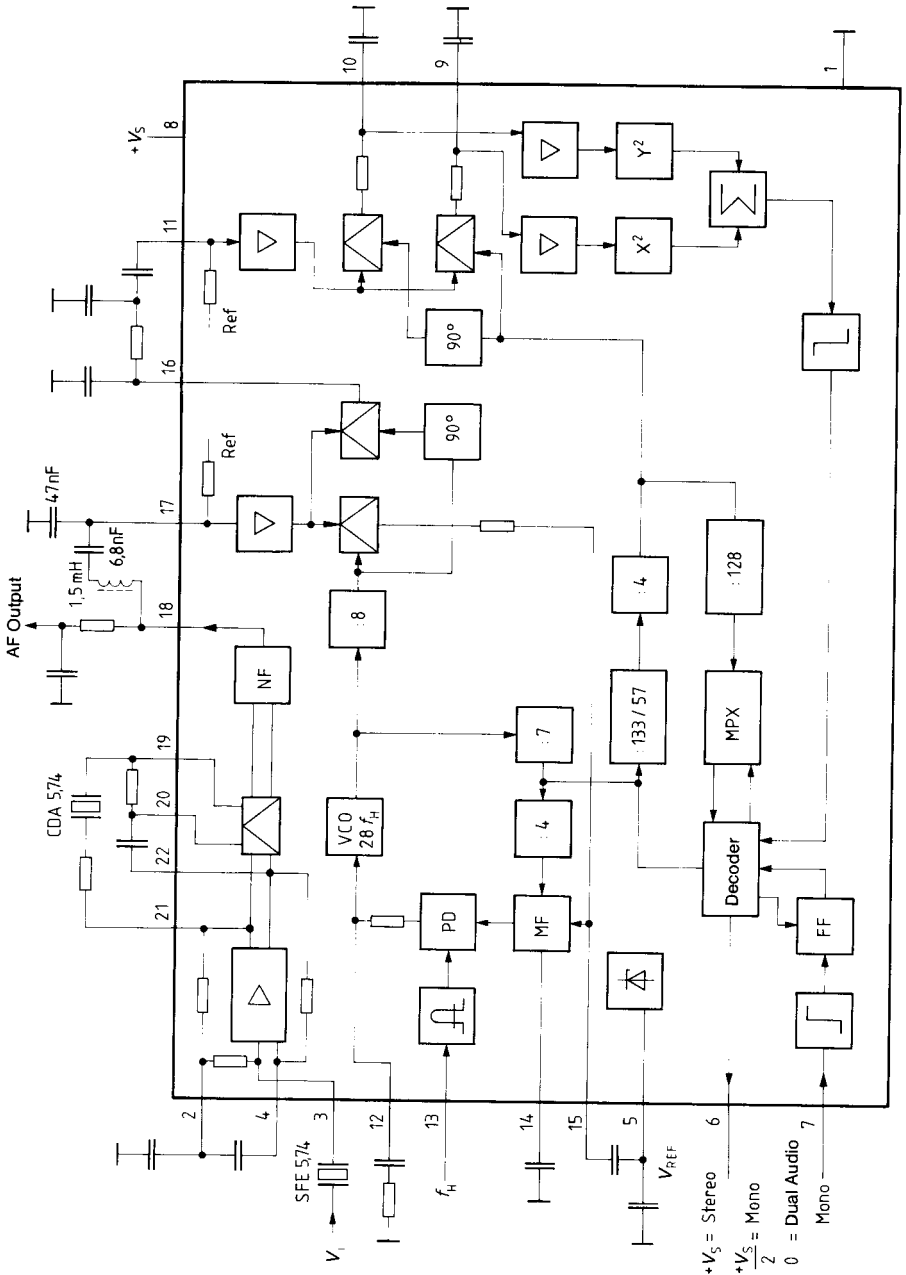 10
9
1
+Vs
8
11
16
17
47nF
6,8nF
1,5mH
18
AF Output
19
20
22
21
CDA 5,74
Ref
Ref
Y²
X²
Σ
90°
90°
:8
NF
:4
:128
133 / 57
MPX
:7
:4
VCO
28 fH
PD
MF
Decoder
FF
2
4
3
12
13
14
15
5
6
7
SFE 5,74
VI
fH
VREF
+Vs = Stereo
+Vs/2 = Mono
0 = Dual Audio
Mono